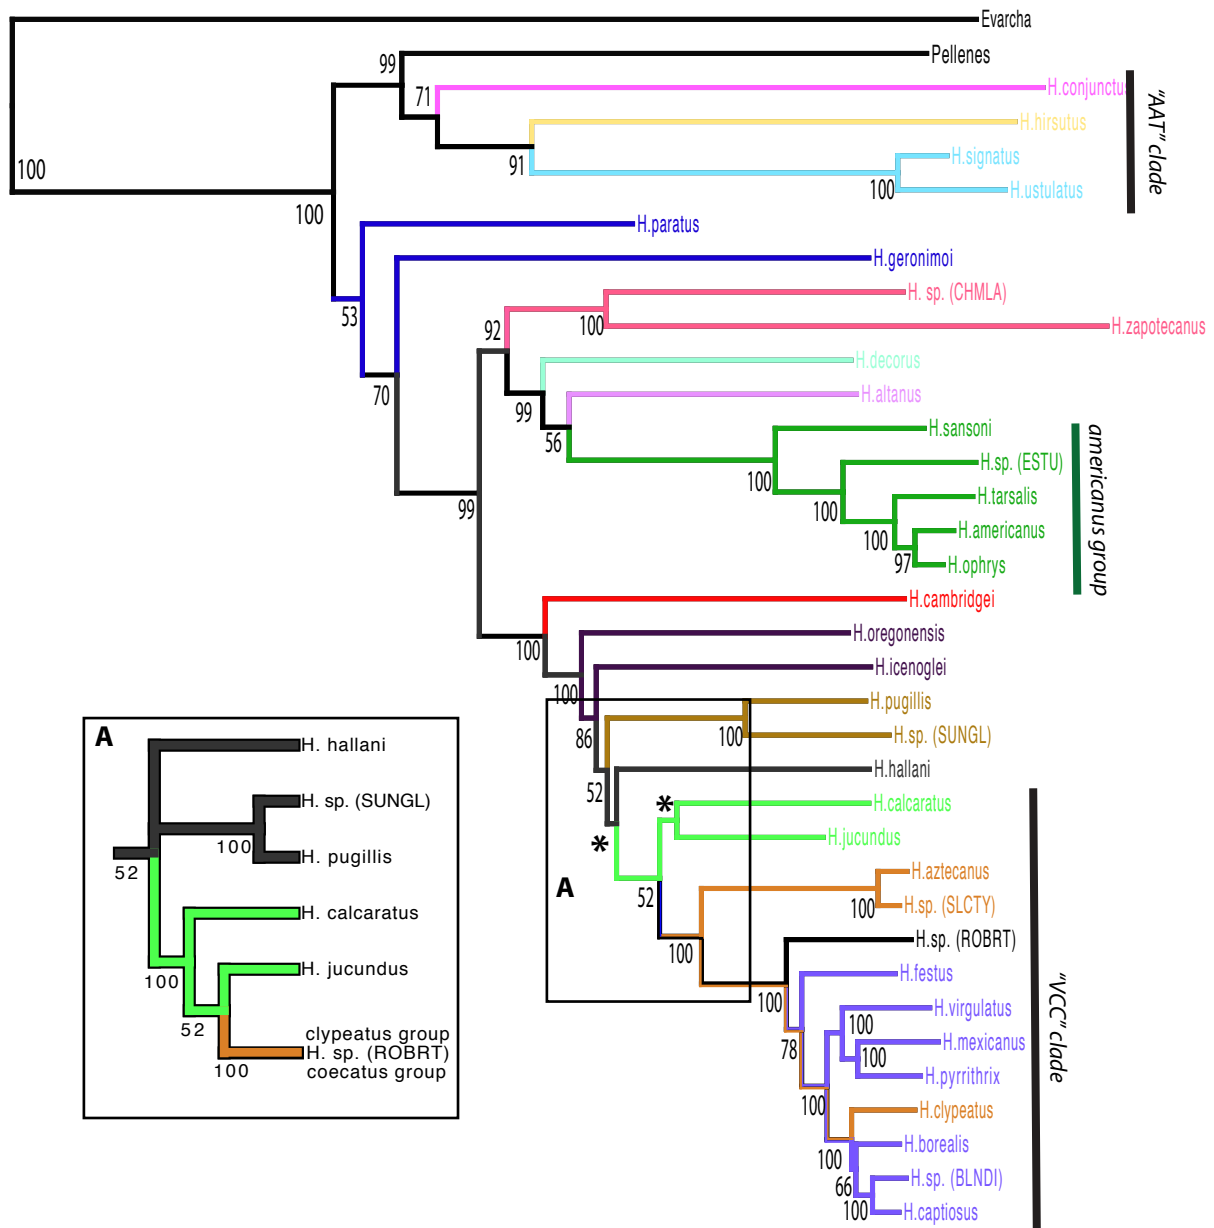 Evarcha
Pellenes
99
H.conjunctus
71
"AAT" clade
H.hirsutus
H.signatus
91
100
H.ustulatus
100
100
H.paratus
H.geronimoi
H. sp. (CHMLA)
53
100
H.zapotecanus
92
H.decorus
70
H.altanus
99
56
H.sansoni
americanus group
H.sp. (ESTU)
100
H.tarsalis
99
100
H.americanus
100
97
H.ophrys
H.cambridgei
H.oregonensis
100
H.icenoglei
100
H.pugillis
86
100
H.sp. (SUNGL)
H.hallani
52
*
H.calcaratus
*
H.jucundus
A
52
H.aztecanus
100
H.sp. (SLCTY)
100
H.sp. (ROBRT)
H.festus
100
H.virgulatus
100
78
H.mexicanus
100
H.pyrrithrix
100
H.clypeatus
H.borealis
100
66
H.sp. (BLNDI)
100
H.captiosus
"VCC" clade
A
H. hallani
H. sp. (SUNGL)
100
H. pugillis
52
H. calcaratus
H. jucundus
100
52
clypeatus group
H. sp. (ROBRT)
coecatus group
100